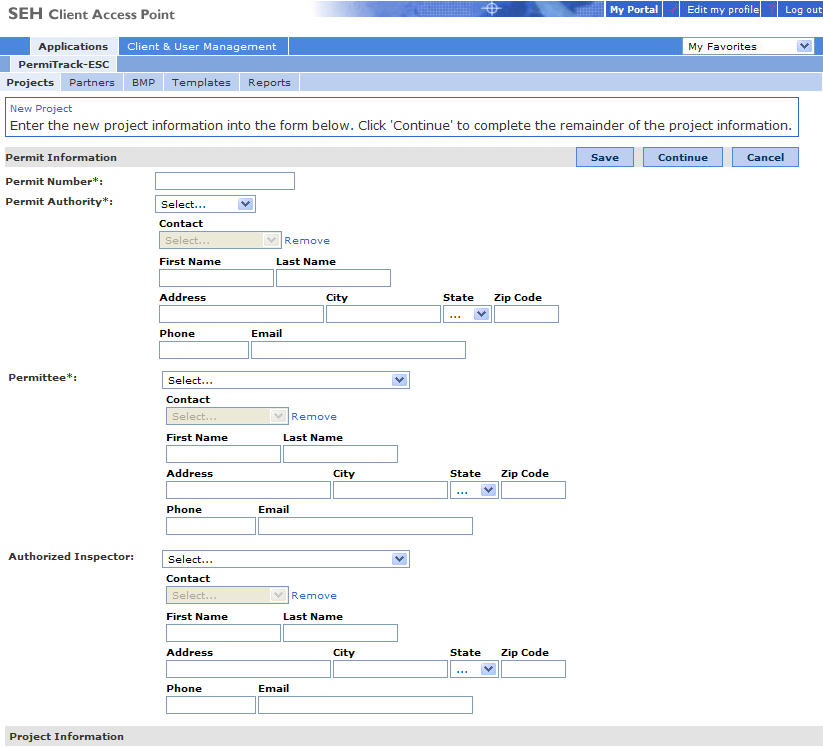 SEH Client Access Point
My Portal Edit my profile Log out
Applications Client & User Management My Favorites
PermiTrack-ESC
Projects Partners BMP Templates Reports
New Project
Enter the new project information into the form below. Click 'Continue' to complete the remainder of the project information.
Permit Information Save Continue Cancel
Permit Number*:
Permit Authority*: Select...
Contact
Select... Remove
First Name Last Name
Address City State Zip Code
...
Phone Email
Permittee*: Select...
Contact
Select... Remove
First Name Last Name
Address City State Zip Code
...
Phone Email
Authorized Inspector: Select...
Contact
Select... Remove
First Name Last Name
Address City State Zip Code
...
Phone Email
Project Information